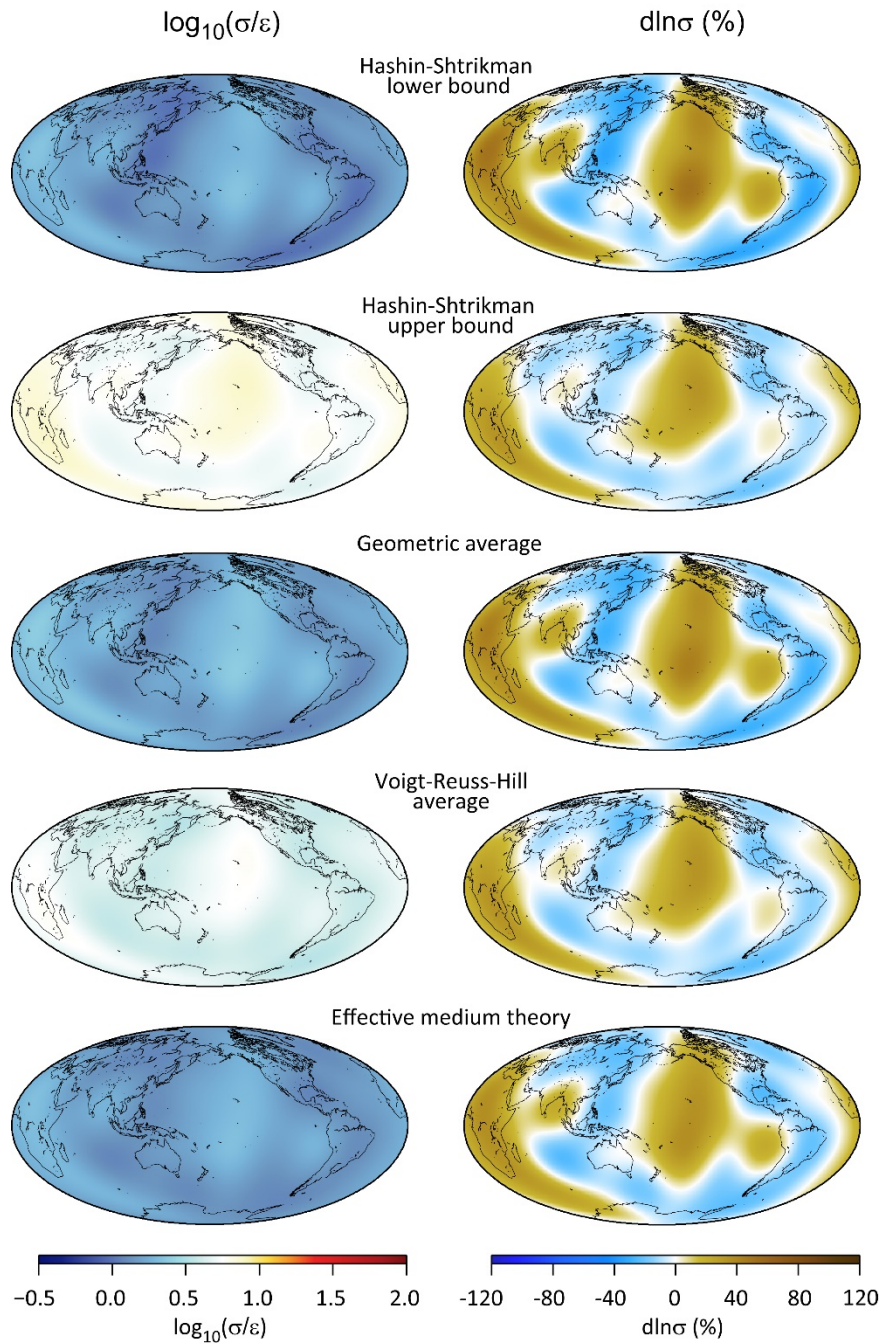 log₁₀(σ/ε)
dlnσ (%)
Hashin-Shtrikman
lower bound
Hashin-Shtrikman
upper bound
Geometric average
Voigt-Reuss-Hill
average
Effective medium theory
−0.5 0.0 0.5 1.0 1.5 2.0
log₁₀(σ/ε)
-120 -80 -40 0 40 80 120
dlnσ (%)